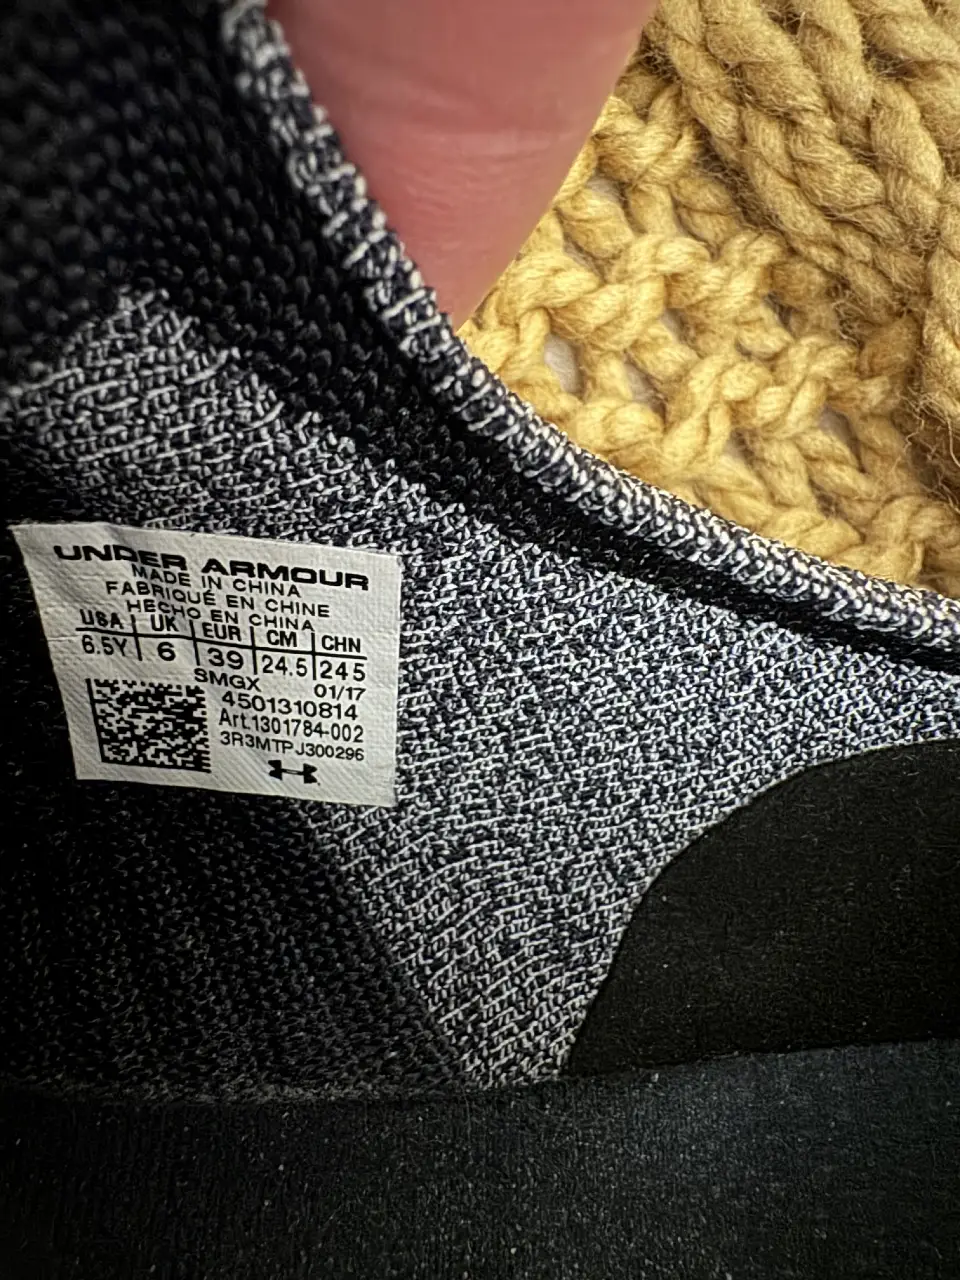 UNDER ARMOUR
MADE IN CHINA
FABRIQUÉ EN CHINE
HECHO EN CHINA
USA UK EUR CM CHN
6.5Y 6 39 24.5 245
SMGX 01/17
4501310814
Art.1301784-002
3R3MTPJ300296